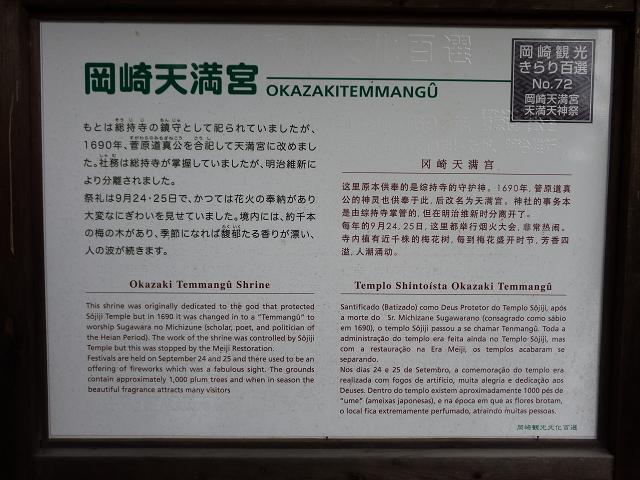 岡崎天満宮 OKAZAKITEMMANGÛ
岡崎観光
きらり百選
No.72
岡崎天満宮
天満天神祭
もとは総持寺の鎮守として祀られていましたが、
1690年、菅原道真公を合祀して天満宮に改めまし
た。社務は総持寺が掌握していましたが、明治維新に
より分離されました。
祭礼は9月24・25日で、かつては花火の奉納があり
大変なにぎわいを見せていました。境内には、約千本
の梅の木があり、季節になれば馥郁たる香りが漂い、
人の波が続きます。
冈崎天满宫
这里原本供奉的是综持寺的守护神。1690年,菅原道真
公的神灵也供奉于此,后改名为天满宫。神社的事务本
是由综持寺掌管的,但在明治维新时分离开了。
每年的9月24.25日,这里都举行烟火大会,非常热闹。
寺内植有近千株的梅花树,每到梅花盛开时节,芳香四
溢,人潮涌动。
Okazaki Temmangû Shrine
This shrine was originally dedicated to the god that protected
Sôjiji Temple but in 1690 it was changed in to a "Temmangû" to
worship Sugawara no Michizune (scholar, poet, and politician of
the Heian Period). The work of the shrine was controlled by Sôjiji
Temple but this was stopped by the Meiji Restoration.
Festivals are held on September 24 and 25 and there used to be an
offering of fireworks which was a fabulous sight. The grounds
contain approximately 1,000 plum trees and when in season the
beautiful fragrance attracts many visitors
Templo Shintoísta Okazaki Temmangû
Santificado (Batizado) como Deus Protetor do Templo Sôjiji, após
a morte do Sr. Michizane Sugawarano (consagrado como sábio
em 1690), o templo Sôjiji passou a se chamar Tenmangû. Toda a
administração do templo era feita ainda no Templo Sôjiji, mas
com a restauração na Era Meiji, os templos acabaram se
separando.
Nos dias 24 e 25 de Setembro, a comemoração do templo era
realizada com fogos de artifício, muita alegria e dedicação aos
Deuses. Dentro do templo existem aproximadamente 1000 pés de
"ume" (ameixas japonesas), e na época em que as flores brotam,
o local fica extremamente perfumado, atraindo muitas pessoas.
岡崎観光文化百選